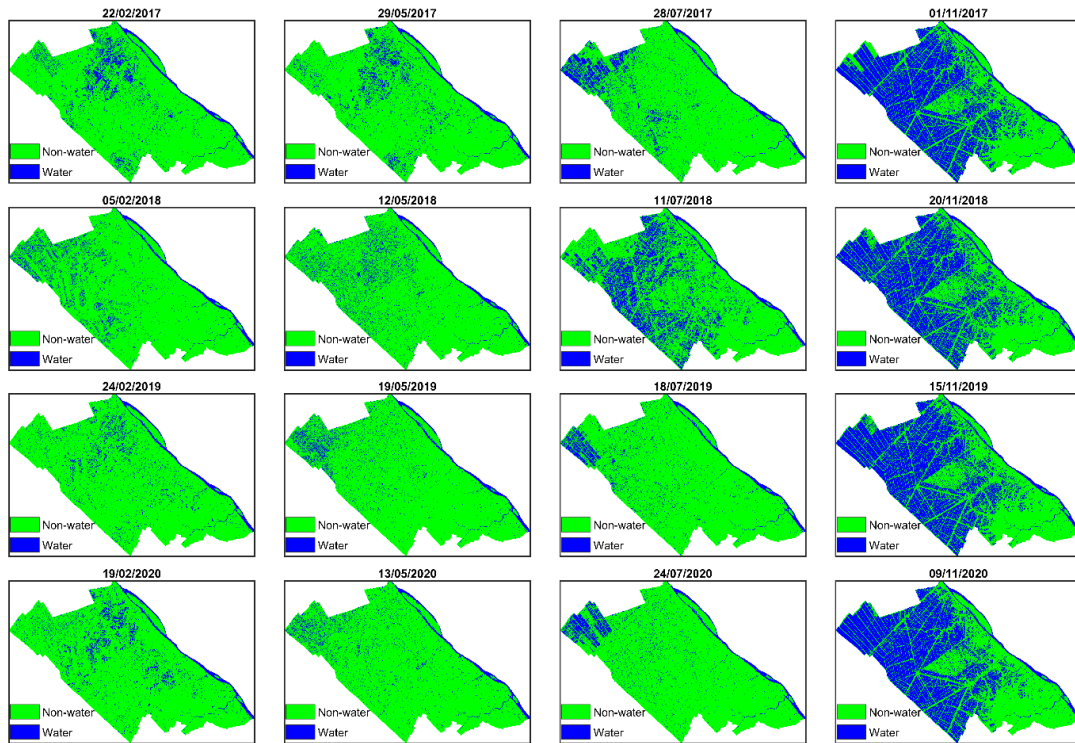 22/02/2017
Non-water
Water
29/05/2017
Non-water
Water
28/07/2017
Non-water
Water
01/11/2017
Non-water
Water
05/02/2018
Non-water
Water
12/05/2018
Non-water
Water
11/07/2018
Non-water
Water
20/11/2018
Non-water
Water
24/02/2019
Non-water
Water
19/05/2019
Non-water
Water
18/07/2019
Non-water
Water
15/11/2019
Non-water
Water
19/02/2020
Non-water
Water
13/05/2020
Non-water
Water
24/07/2020
Non-water
Water
09/11/2020
Non-water
Water